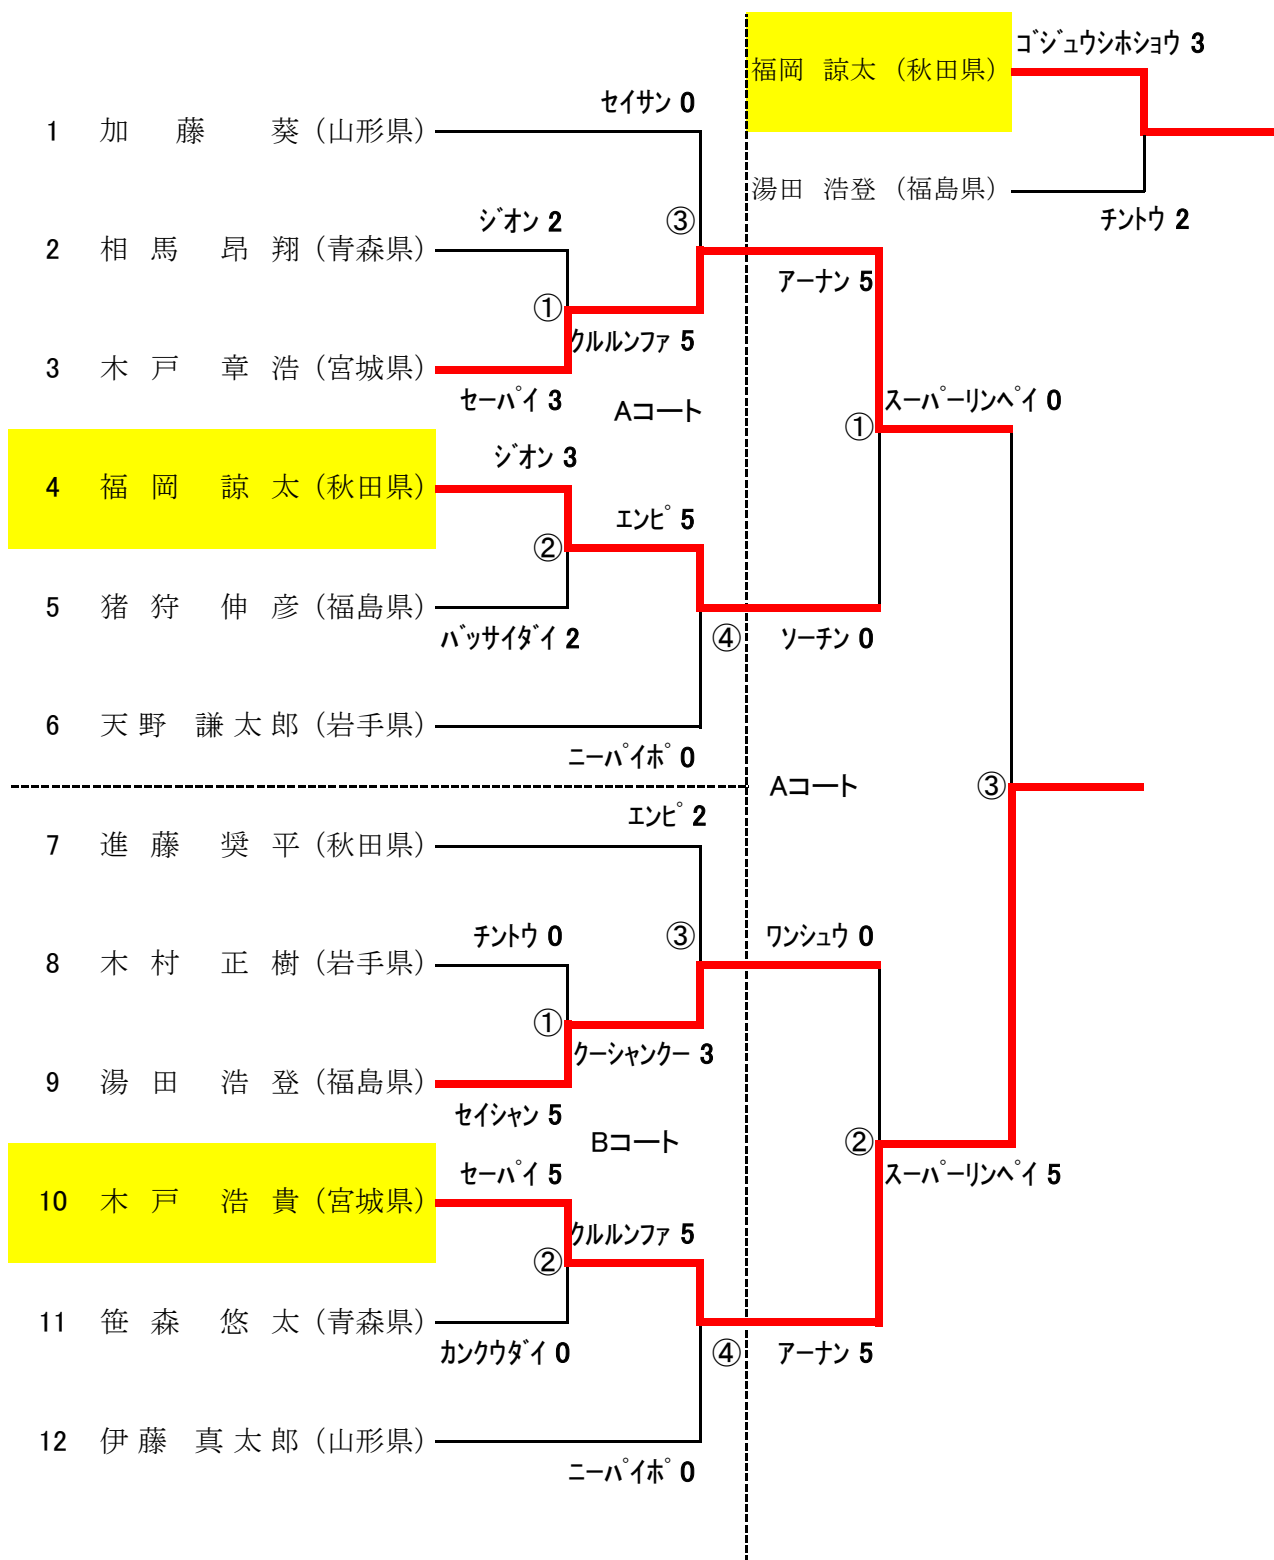 福岡 諒太 (秋田県) ゴジュウシホショウ 3
セイサン 0
1 加藤 葵 (山形県)
湯田 浩登 (福島県)
チントウ 2
ジオン 2 ③
2 相馬 昂翔 (青森県)
アーナン 5
①
クルルンファ 5
3 木戸 章浩 (宮城県)
セーパイ 3 Aコート スーパーリンペイ 0
①
ジオン 3
4 福岡 諒太 (秋田県)
エンピ 5
②
5 猪狩 伸彦 (福島県)
バッサイダイ 2 ④ ソーチン 0
6 天野 謙太郎 (岩手県)
ニーパイポ 0
Aコート ③
エンピ 2
7 進藤 奨平 (秋田県)
チントウ 0 ③ ワンシュウ 0
8 木村 正樹 (岩手県)
①
クーシャンクー 3
9 湯田 浩登 (福島県)
セイシャン 5
Bコート ②
セーパイ 5 スーパーリンペイ 5
10 木戸 浩貴 (宮城県)
クルルンファ 5
②
11 笹森 悠太 (青森県)
カンクウダイ 0 ④ アーナン 5
12 伊藤 真太郎 (山形県)
ニーパイポ 0